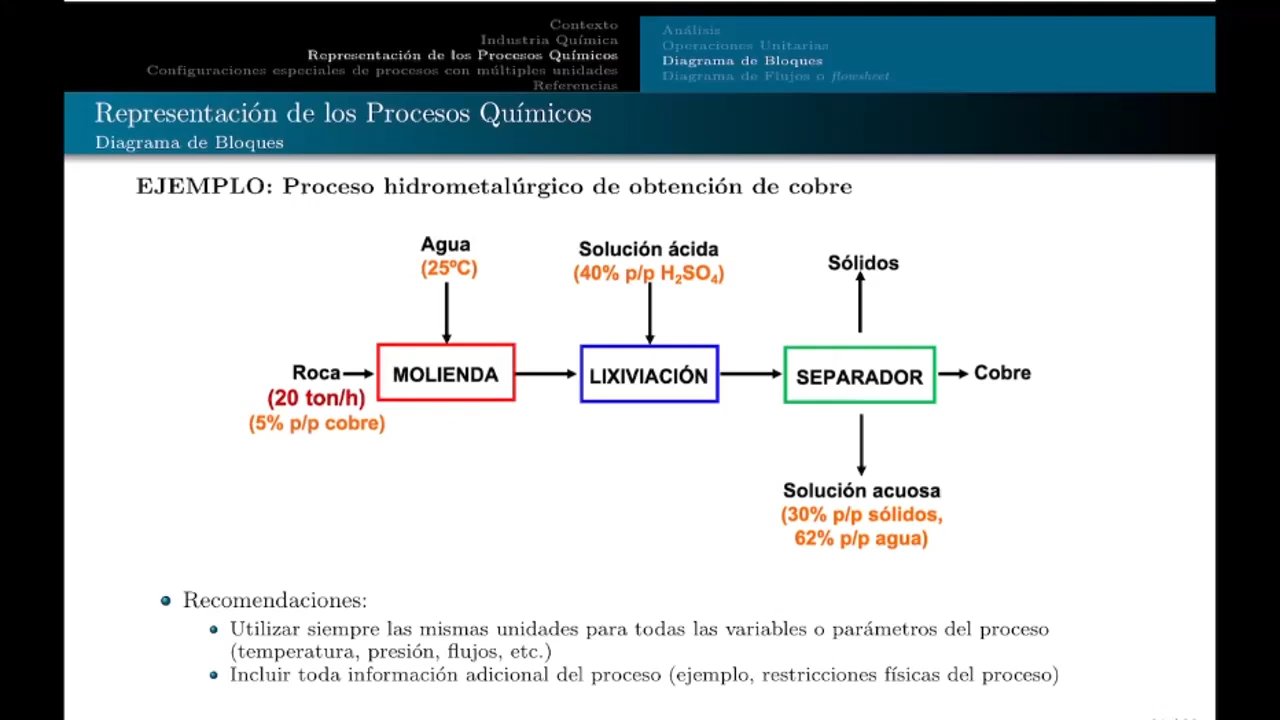 Contexto
Industria Química
Representación de los Procesos Químicos
Configuraciones especiales de procesos con múltiples unidades
Referencias
Análisis
Operaciones Unitarias
Diagrama de Bloques
Diagrama de Flujos o flowsheet
Representación de los Procesos Químicos
Diagrama de Bloques
EJEMPLO: Proceso hidrometalúrgico de obtención de cobre
Agua
(25ºC)
Solución ácida
(40% p/p H₂SO₄)
Sólidos
Roca
(20 ton/h)
(5% p/p cobre)
MOLIENDA
LIXIVIACIÓN
SEPARADOR
Cobre
Solución acuosa
(30% p/p sólidos,
62% p/p agua)
Recomendaciones:
Utilizar siempre las mismas unidades para todas las variables o parámetros del proceso
(temperatura, presión, flujos, etc.)
Incluir toda información adicional del proceso (ejemplo, restricciones físicas del proceso)